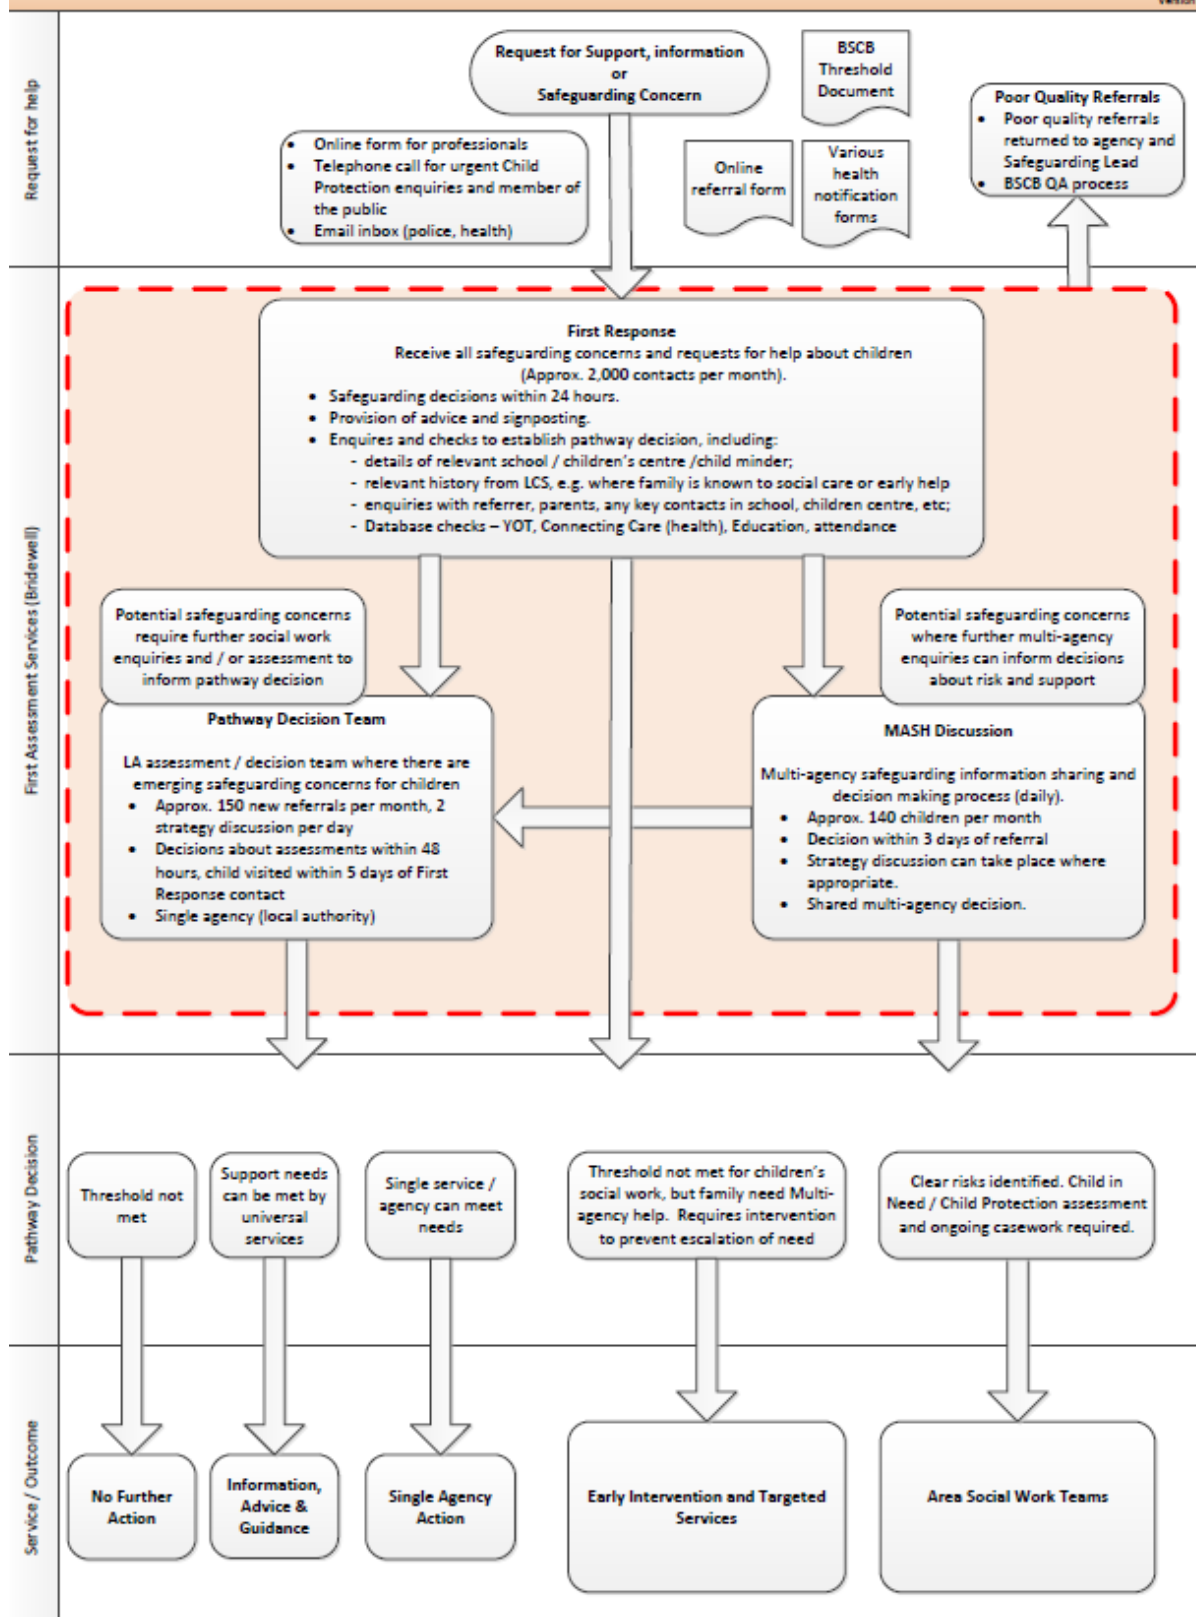 Version
Request for help
Request for Support, information
or
Safeguarding Concern
BSCB
Threshold
Document
• Online form for professionals
• Telephone call for urgent Child
Protection enquiries and member of
the public
• Email inbox (police, health)
Online
referral form
Various
health
notification
forms
Poor Quality Referrals
• Poor quality referrals
returned to agency and
Safeguarding Lead
• BSCB QA process
First Assessment Services (Bridewell)
First Response
Receive all safeguarding concerns and requests for help about children
(Approx. 2,000 contacts per month).
• Safeguarding decisions within 24 hours.
• Provision of advice and signposting.
• Enquires and checks to establish pathway decision, including:
- details of relevant school / children's centre /child minder;
- relevant history from LCS, e.g. where family is known to social care or early help
- enquiries with referrer, parents, any key contacts in school, children centre, etc;
- Database checks – YOT, Connecting Care (health), Education, attendance
Potential safeguarding concerns
require further social work
enquiries and / or assessment to
inform pathway decision
Potential safeguarding concerns
where further multi-agency
enquiries can inform decisions
about risk and support
Pathway Decision Team
LA assessment / decision team where there are
emerging safeguarding concerns for children
• Approx. 150 new referrals per month, 2
strategy discussion per day
• Decisions about assessments within 48
hours, child visited within 5 days of First
Response contact
• Single agency (local authority)
MASH Discussion
Multi-agency safeguarding information sharing and
decision making process (daily).
• Approx. 140 children per month
• Decision within 3 days of referral
• Strategy discussion can take place where
appropriate.
• Shared multi-agency decision.
Pathway Decision
Threshold not
met
Support needs
can be met by
universal
services
Single service /
agency can meet
needs
Threshold not met for children's
social work, but family need Multi-
agency help. Requires intervention
to prevent escalation of need
Clear risks identified. Child in
Need / Child Protection assessment
and ongoing casework required.
Service / Outcome
No Further
Action
Information,
Advice &
Guidance
Single Agency
Action
Early Intervention and Targeted
Services
Area Social Work Teams